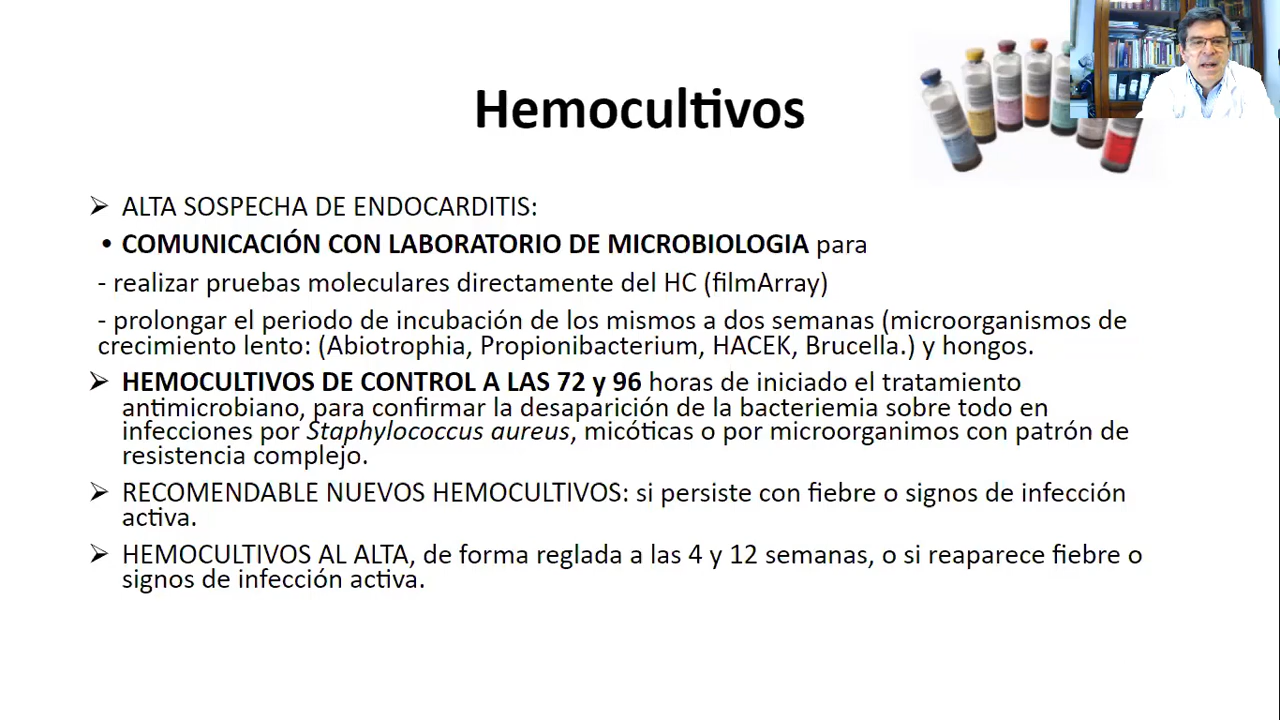 Hemocultivos
➢ ALTA SOSPECHA DE ENDOCARDITIS:
• COMUNICACIÓN CON LABORATORIO DE MICROBIOLOGIA para
- realizar pruebas moleculares directamente del HC (filmArray)
- prolongar el periodo de incubación de los mismos a dos semanas (microorganismos de
crecimiento lento: (Abiotrophia, Propionibacterium, HACEK, Brucella.) y hongos.
➢ HEMOCULTIVOS DE CONTROL A LAS 72 y 96 horas de iniciado el tratamiento
antimicrobiano, para confirmar la desaparición de la bacteriemia sobre todo en
infecciones por Staphylococcus aureus, micóticas o por microorganimos con patrón de
resistencia complejo.
➢ RECOMENDABLE NUEVOS HEMOCULTIVOS: si persiste con fiebre o signos de infección
activa.
➢ HEMOCULTIVOS AL ALTA, de forma reglada a las 4 y 12 semanas, o si reaparece fiebre o
signos de infección activa.